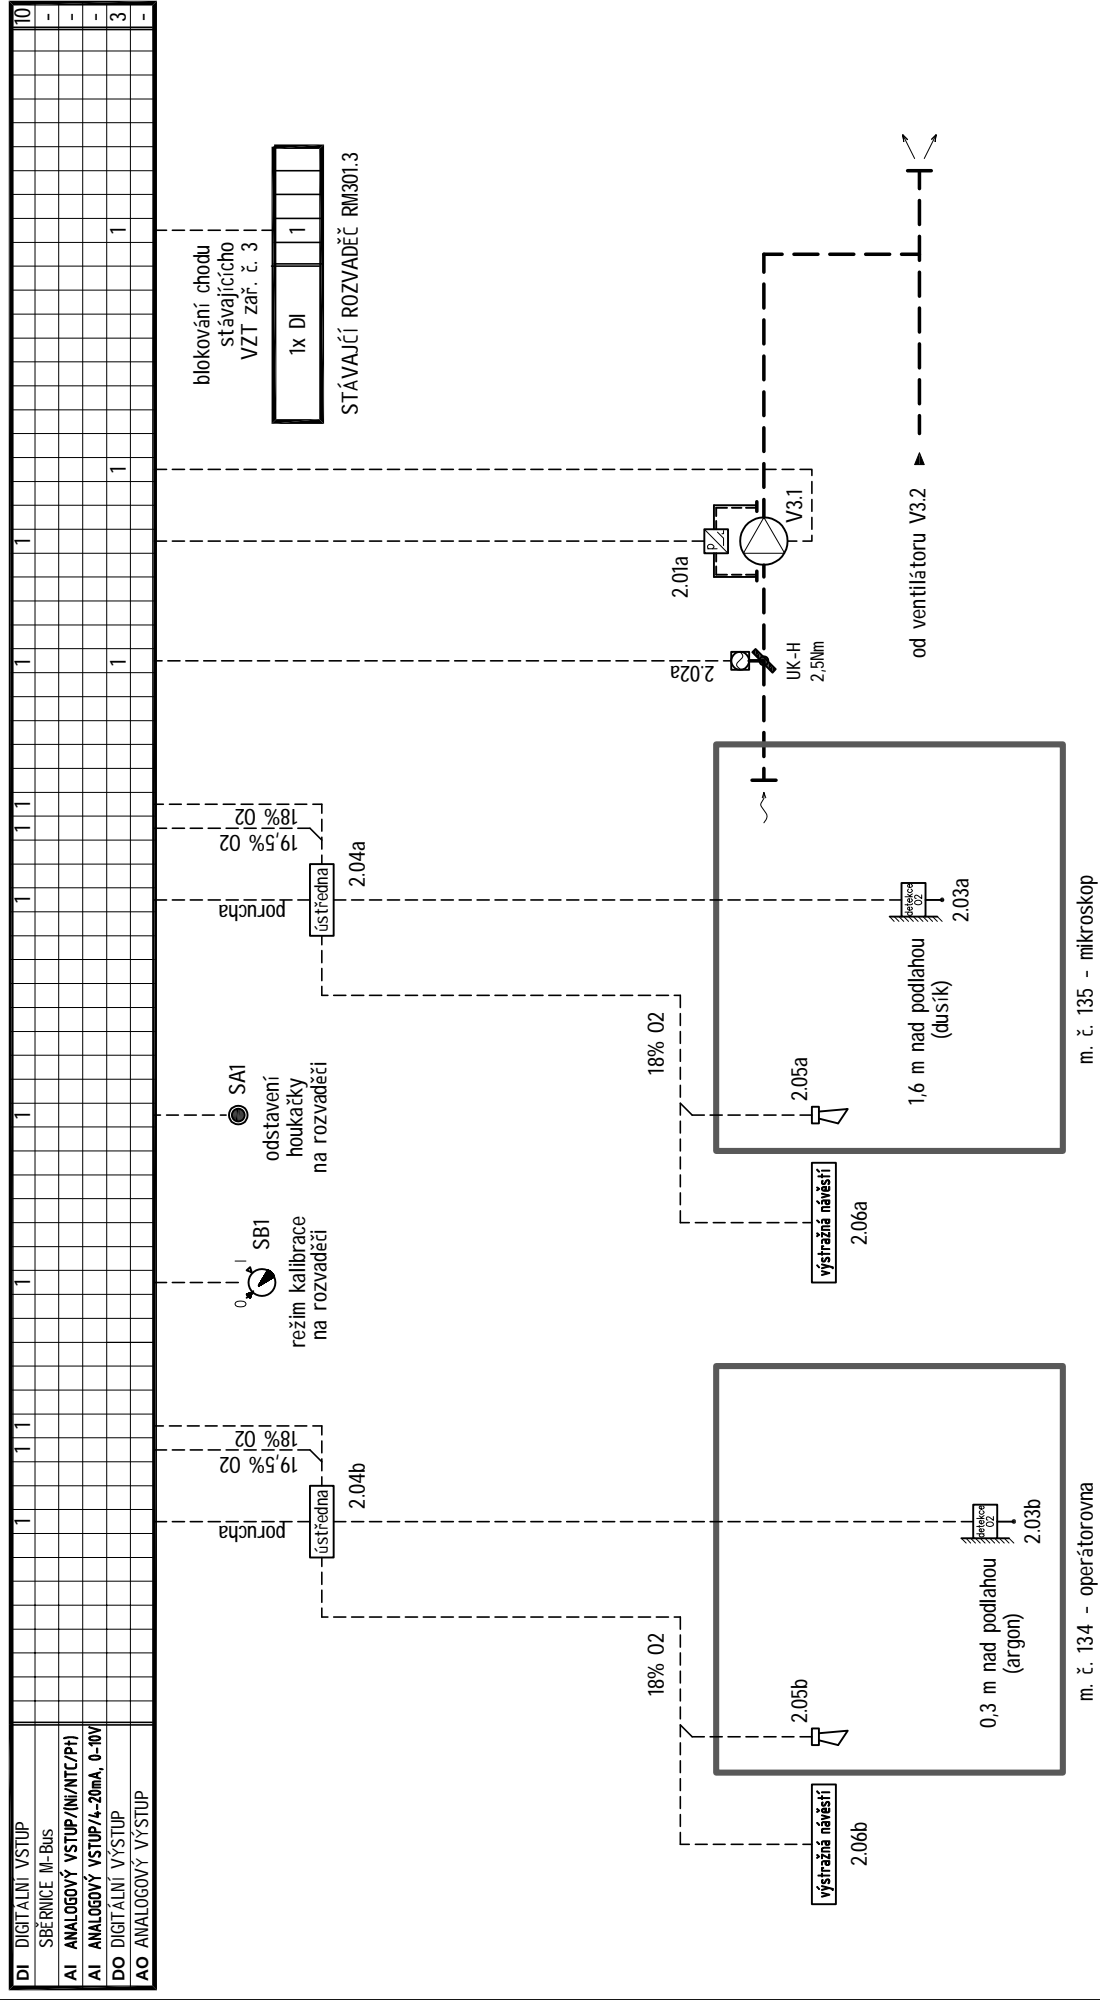 DI DIGITÁLNÍ VSTUP 1 1 1 1 1 1 1 1 1 1 10
SBĚRNICE M-Bus -
AI ANALOGOVÝ VSTUP/(Ni/NTC/Pt) -
AI ANALOGOVÝ VSTUP/4-20mA, 0-10V -
DO DIGITÁLNÍ VÝSTUP 1 1 1 3
AO ANALOGOVÝ VÝSTUP -
porucha
19,5% O2
18% O2
ústředna
2.04b
18% O2
2.05b
výstražná návěstí
2.06b
detekce
O2
2.03b
0,3 m nad podlahou
(argon)
m. č. 134 - operátorovna
0
I
SB1
režim kalibrace
na rozvaděči
SA1
odstavení
houkačky
na rozvaděči
porucha
19,5% O2
18% O2
ústředna
2.04a
18% O2
2.05a
výstražná návěstí
2.06a
detekce
O2
2.03a
1,6 m nad podlahou
(dusík)
m. č. 135 - mikroskop
2.02a
UK-H
2,5Nm
2.01a
p
V3.1
od ventilátoru V3.2
blokování chodu
stávajícícho
VZT zař. č. 3
1x DI 1
STÁVAJČÍ ROZVADĚČ RM301.3